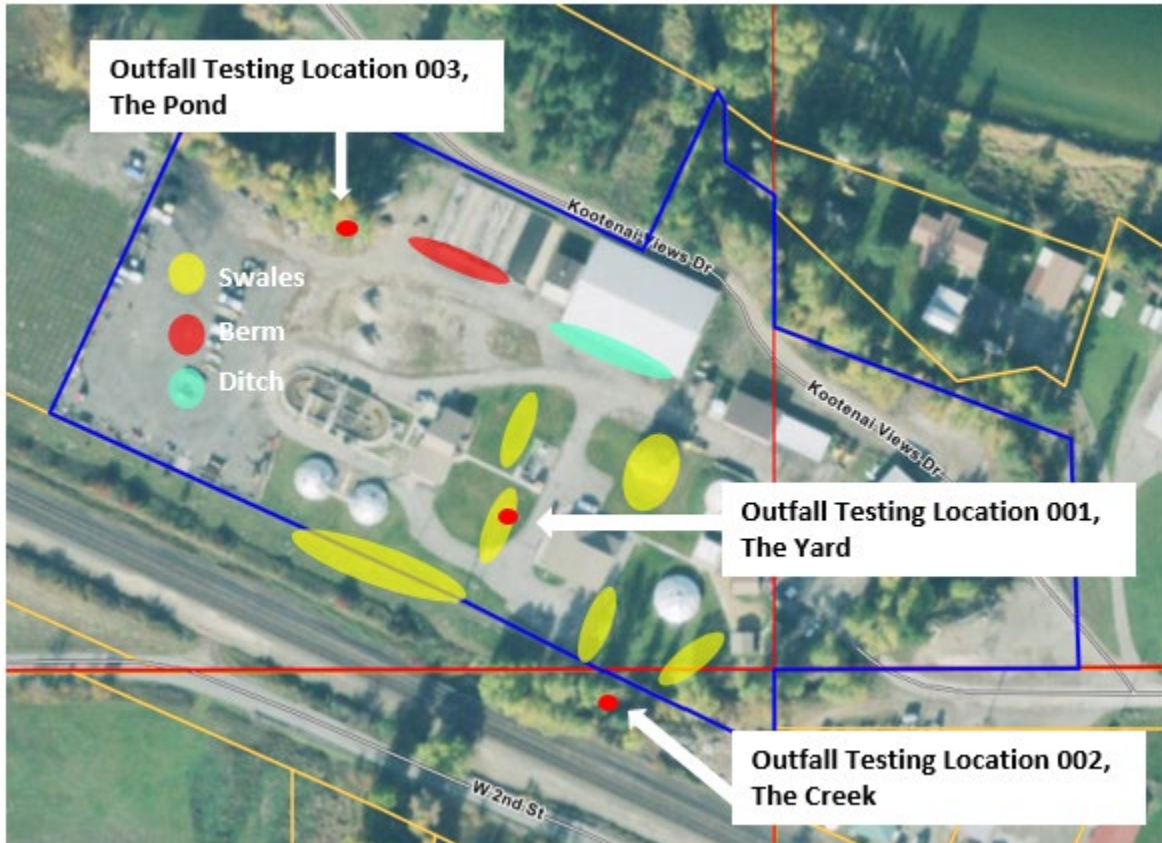 Outfall Testing Location 003,
The Pond
Kootenai Views Dr
Swales
Berm
Ditch
Kootenai Views Dr
Outfall Testing Location 001,
The Yard
Outfall Testing Location 002,
The Creek
W 2nd St